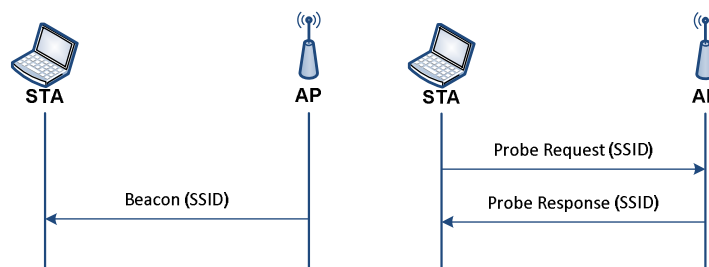 STA
AP
STA
Probe Request (SSID)
Beacon (SSID)
Probe Response (SSID)